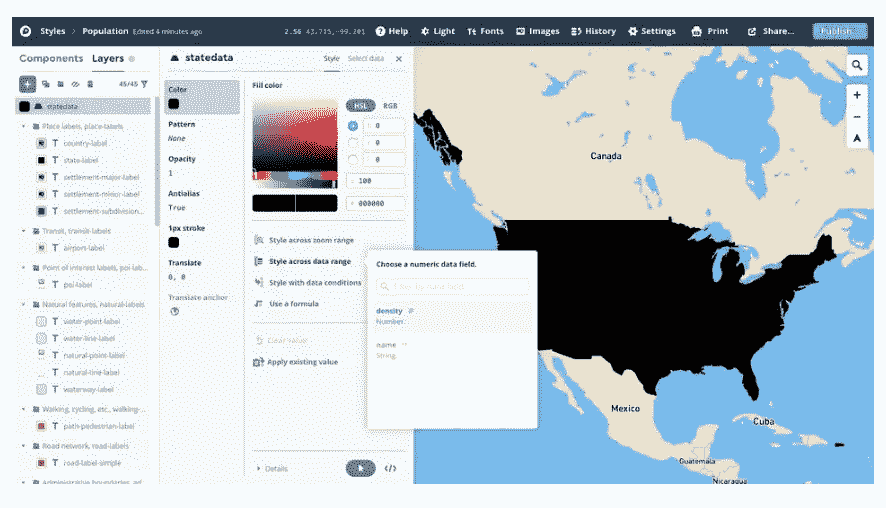 Styles > Population Edited 4 minutes ago
2.56 43.715,-99.201
Help
Light
Fonts
Images
History
Settings
Print
Share...
Publish...
Components Layers
45/45
statedata
Place labels, place-labels
country-label
state-label
settlement-major-label
settlement-minor-label
settlement-subdivision...
Transit, transit-labels
airport-label
Point of interest labels, poi-lab...
poi-label
Natural features, natural-labels
water-point-label
water-line-label
natural-point-label
natural-line-label
waterway-label
Walking, cycling, etc., walking-...
path-pedestrian-label
Road network, road-labels
road-label-simple
Administrative boundaries, ad...
statedata
Style Select data
Color
Pattern
None
Opacity
1
Antialias
True
1px stroke
Translate
0, 0
Translate anchor
Fill color
HSL RGB
0
0
0
100
000000
Style across zoom range
Style across data range
Style with data conditions
Use a formula
Clear value
Apply existing value
Details
</>
Choose a numeric data field.
Filter by data field
density #
Number
name
String
Canada
Mexico
Cuba
Guatemala
Nicaragua